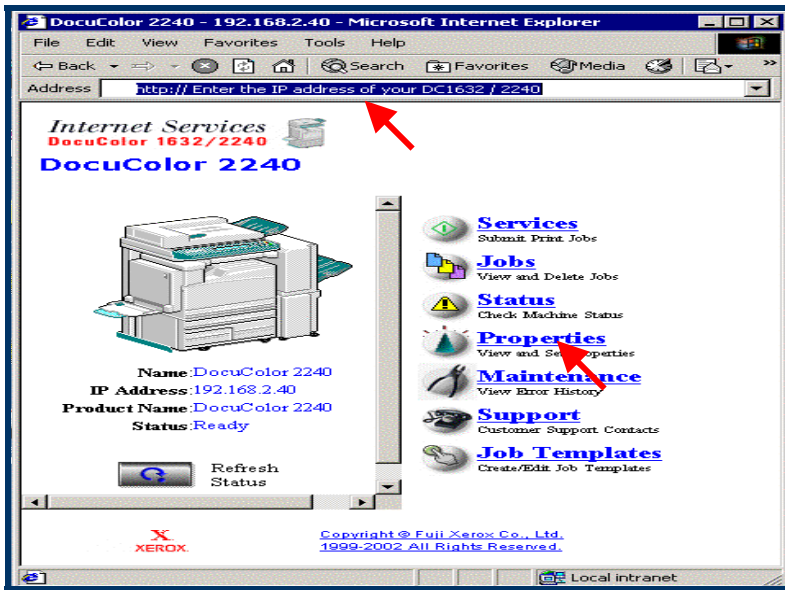 DocuColor 2240 - 192.168.2.40 - Microsoft Internet Explorer
File Edit View Favorites Tools Help
Back Search Favorites Media »
Address http:// Enter the IP address of your DC1632 / 2240
Internet Services
DocuColor 1632/2240
DocuColor 2240
Services
Submit Print Jobs
Jobs
View and Delete Jobs
Status
Check Machine Status
Properties
View and Set Properties
Maintenance
View Error History
Support
Customer Support Contacts
Job Templates
Create/Edit Job Templates
Name:DocuColor 2240
IP Address:192.168.2.40
Product Name:DocuColor 2240
Status:Ready
Refresh
Status
X
XEROX.
Copyright © Fuji Xerox Co., Ltd.
1999-2002 All Rights Reserved.
Local intranet